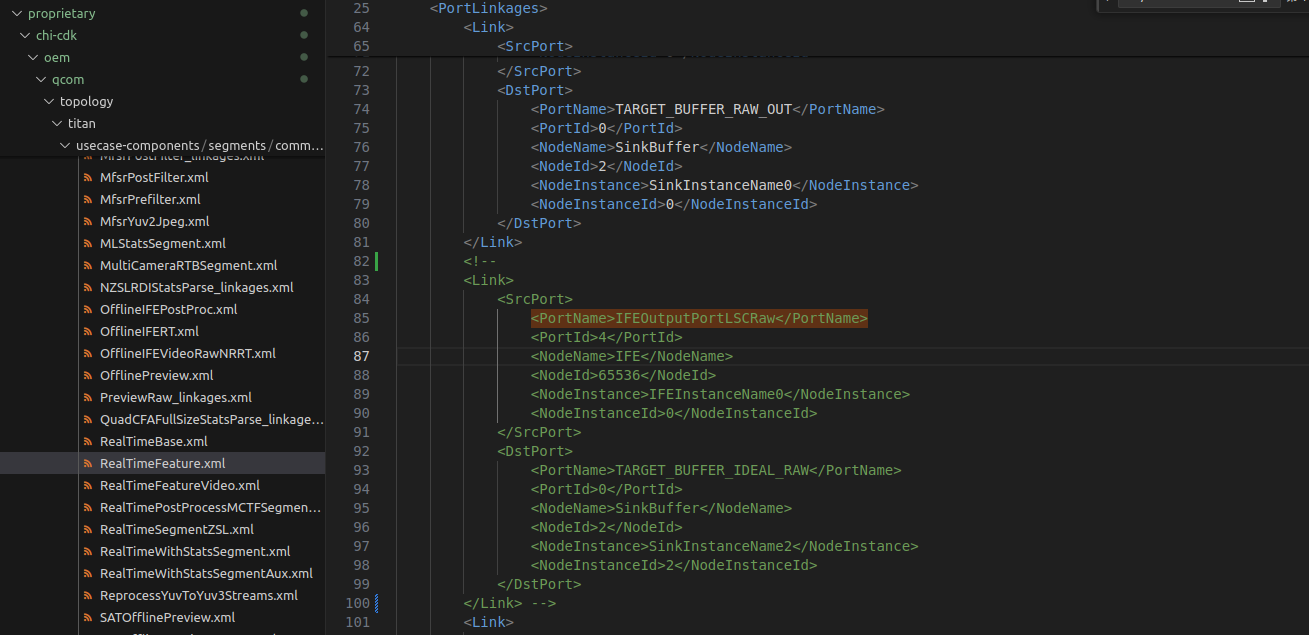 proprietary
chi-cdk
oem
qcom
topology
titan
usecase-components/segments/comm...
MfsrPostFilter_linkages.xml
MfsrPostFilter.xml
MfsrPrefilter.xml
MfsrYuv2Jpeg.xml
MLStatsSegment.xml
MultiCameraRTBSegment.xml
NZSLRDIStatsParse_linkages.xml
OfflineIFEPostProc.xml
OfflineIFERT.xml
OfflineIFEVideoRawNRRT.xml
OfflinePreview.xml
PreviewRaw_linkages.xml
QuadCFAFullSizeStatsParse_linkage...
RealTimeBase.xml
RealTimeFeature.xml
RealTimeFeatureVideo.xml
RealTimePostProcessMCTFSegmen...
RealTimeSegmentZSL.xml
RealTimeWithStatsSegment.xml
RealTimeWithStatsSegmentAux.xml
ReprocessYuvToYuv3Streams.xml
SATOfflinePreview.xml
25 <PortLinkages>
64 <Link>
65 <SrcPort>
72 </SrcPort>
73 <DstPort>
74 <PortName>TARGET_BUFFER_RAW_OUT</PortName>
75 <PortId>0</PortId>
76 <NodeName>SinkBuffer</NodeName>
77 <NodeId>2</NodeId>
78 <NodeInstance>SinkInstanceName0</NodeInstance>
79 <NodeInstanceId>0</NodeInstanceId>
80 </DstPort>
81 </Link>
82 <!--
83 <Link>
84 <SrcPort>
85 <PortName>IFEOutputPortLSCRaw</PortName>
86 <PortId>4</PortId>
87 <NodeName>IFE</NodeName>
88 <NodeId>65536</NodeId>
89 <NodeInstance>IFEInstanceName0</NodeInstance>
90 <NodeInstanceId>0</NodeInstanceId>
91 </SrcPort>
92 <DstPort>
93 <PortName>TARGET_BUFFER_IDEAL_RAW</PortName>
94 <PortId>0</PortId>
95 <NodeName>SinkBuffer</NodeName>
96 <NodeId>2</NodeId>
97 <NodeInstance>SinkInstanceName2</NodeInstance>
98 <NodeInstanceId>2</NodeInstanceId>
99 </DstPort>
100 </Link> -->
101 <Link>